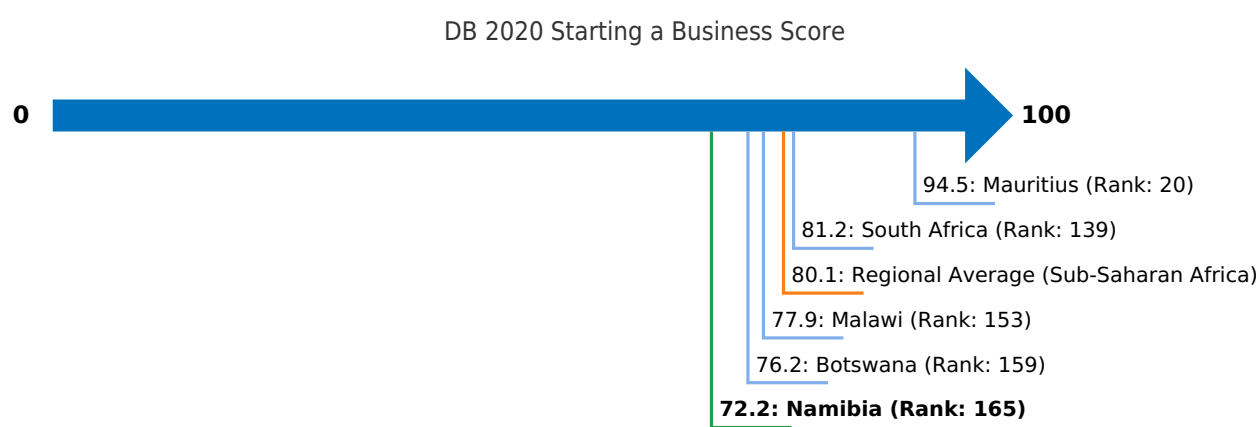 DB 2020 Starting a Business Score
0
100
94.5: Mauritius (Rank: 20)
81.2: South Africa (Rank: 139)
80.1: Regional Average (Sub-Saharan Africa)
77.9: Malawi (Rank: 153)
76.2: Botswana (Rank: 159)
72.2: Namibia (Rank: 165)